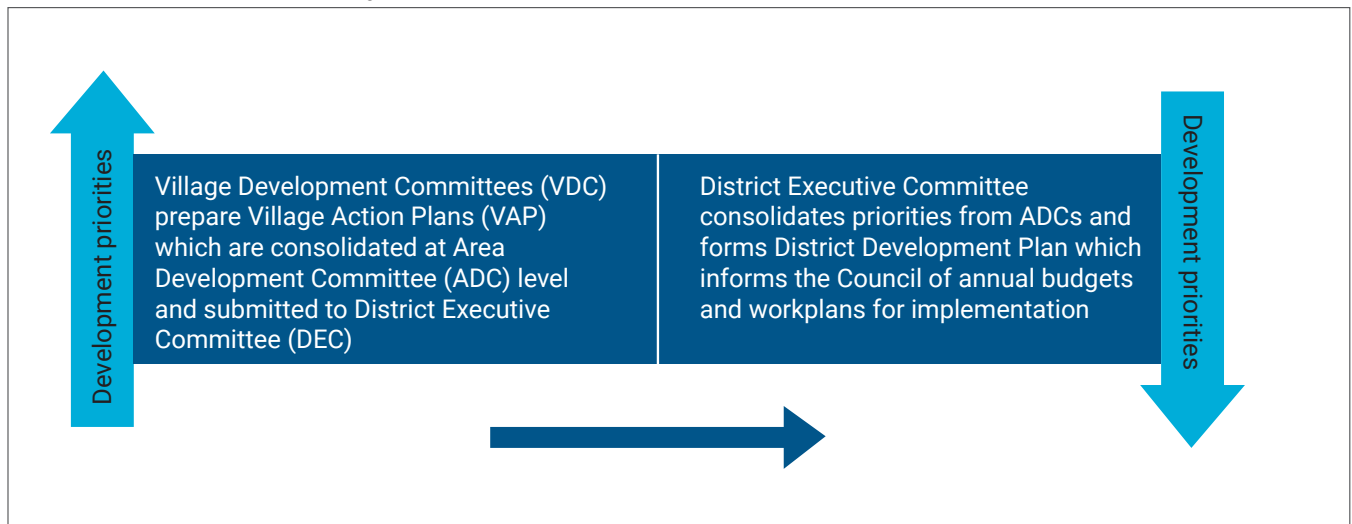 Development priorities
Village Development Committees (VDC)
prepare Village Action Plans (VAP)
which are consolidated at Area
Development Committee (ADC) level
and submitted to District Executive
Committee (DEC)
District Executive Committee
consolidates priorities from ADCs and
forms District Development Plan which
informs the Council of annual budgets
and workplans for implementation
Development priorities